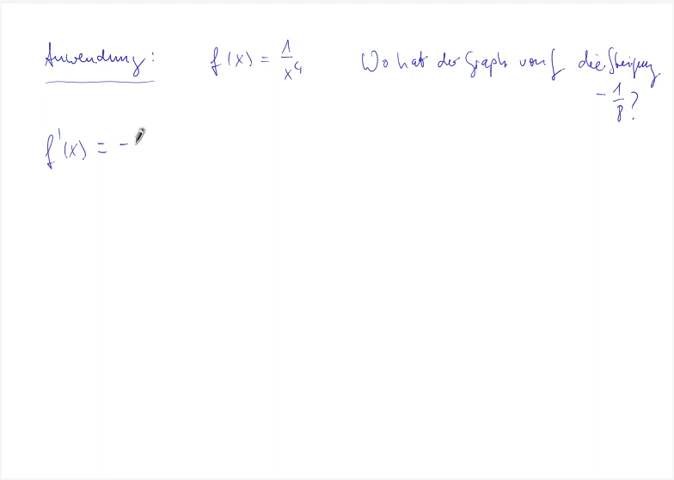 Anwendung: f(x) = 1/x⁴ Wo hat der Graph von f die Steigung
- 1/8 ?
f'(x) = -